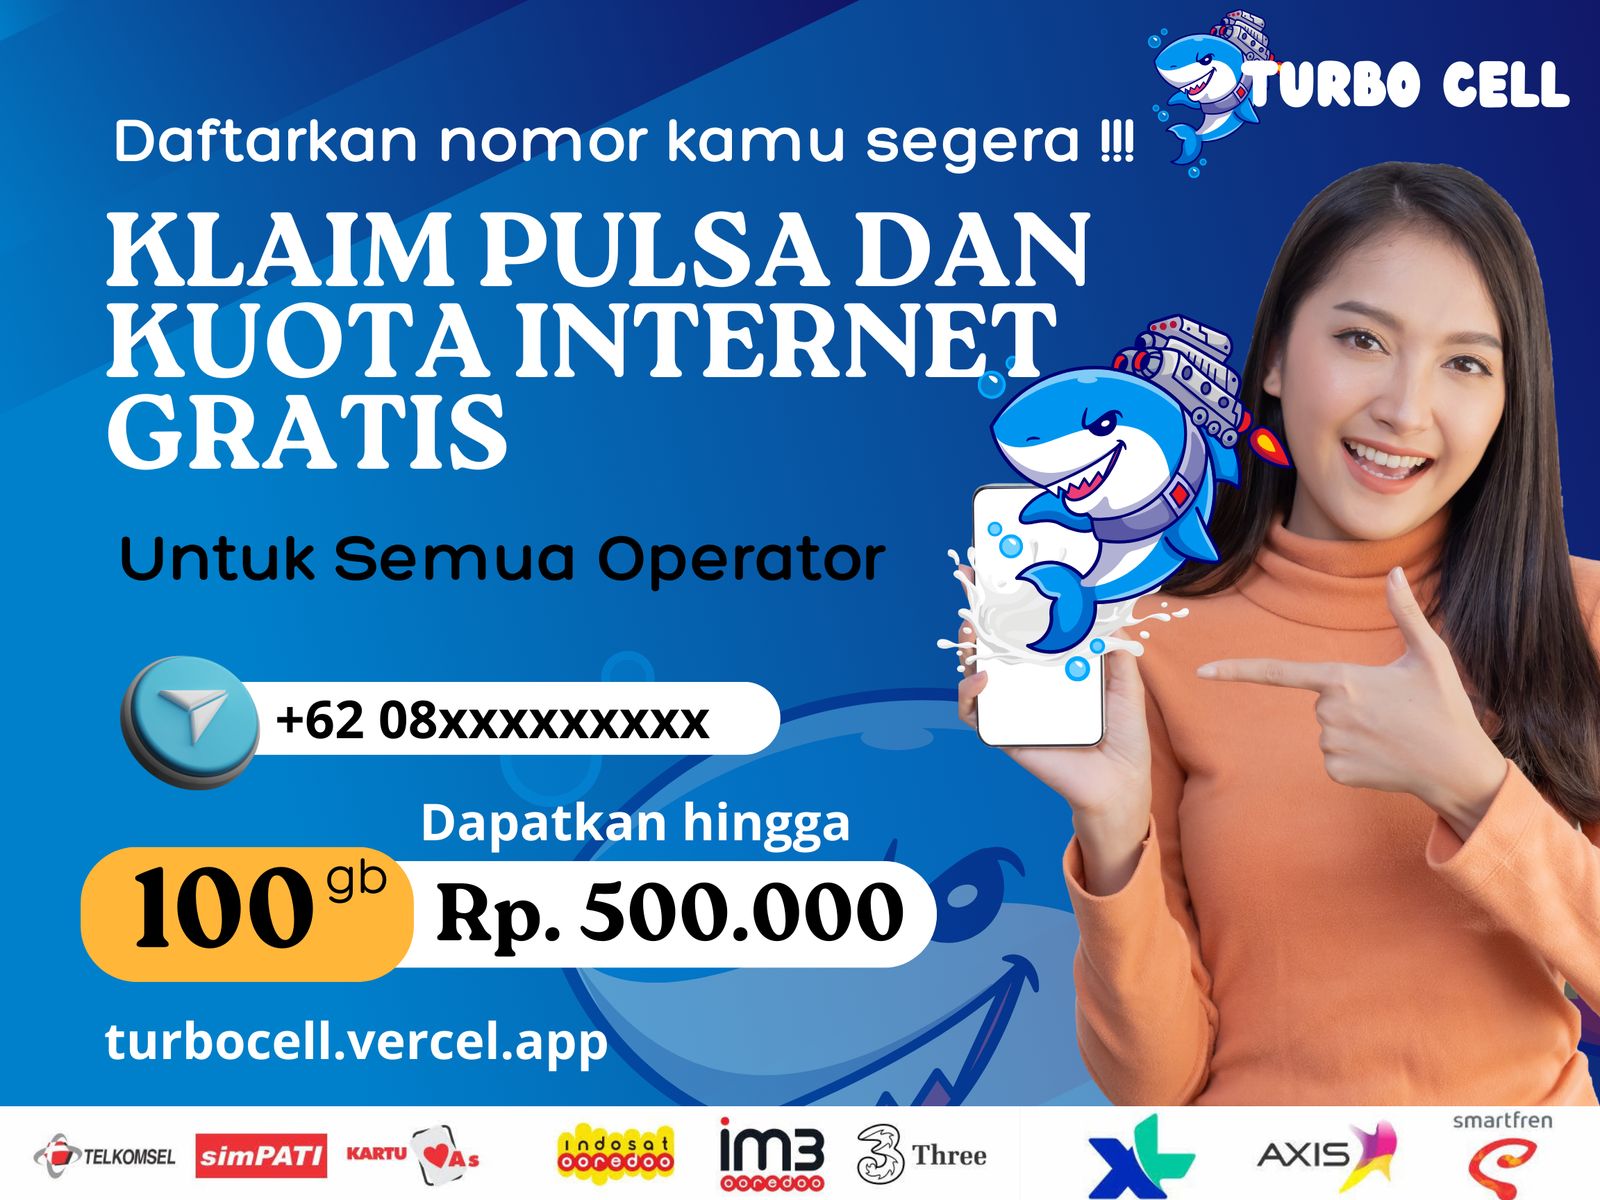 TURBO CELL
Daftarkan nomor kamu segera !!!
KLAIM PULSA DAN
KUOTA INTERNET
GRATIS
Untuk Semua Operator
+62 08xxxxxxxxx
Dapatkan hingga
100 gb
Rp. 500.000
turbocell.vercel.app
TELKOMSEL
simPATI
KARTU As
indosat
ooredoo
im3
ooredoo
3 Three
XL
AXIS
smartfren